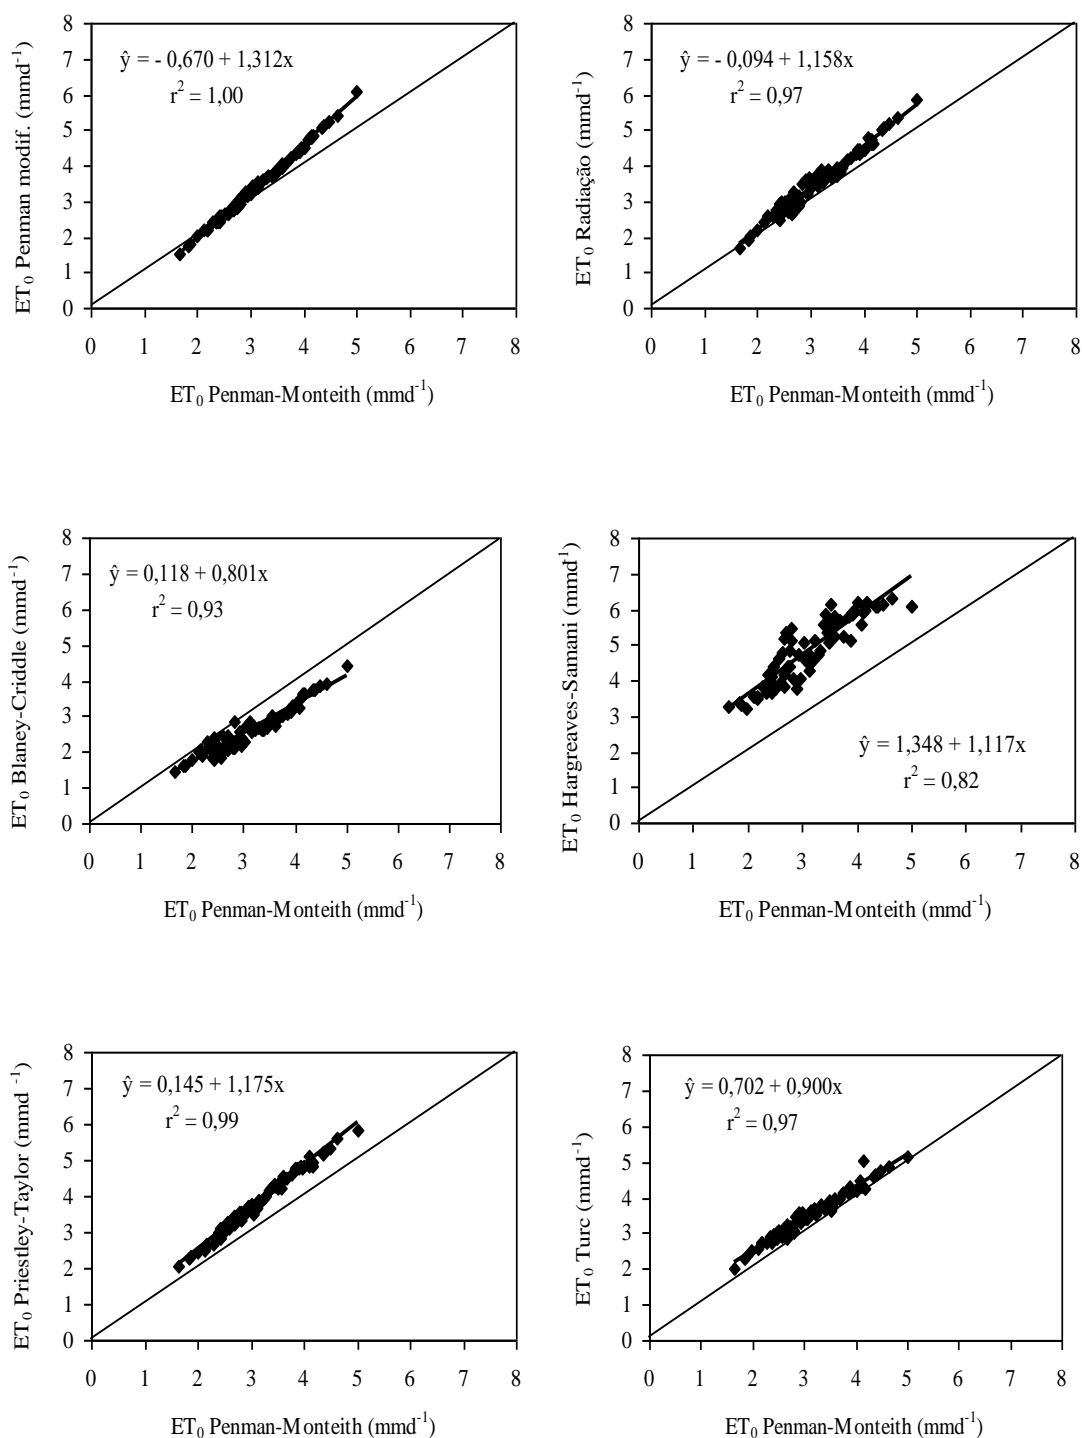 ŷ = - 0,670 + 1,312x
r² = 1,00
ET₀ Penman modif. (mmd⁻¹)
8
7
6
5
4
3
2
1
0
0 1 2 3 4 5 6 7 8
ET₀ Penman-Monteith (mmd⁻¹)
ŷ = - 0,094 + 1,158x
r² = 0,97
ET₀ Radiação (mmd⁻¹)
8
7
6
5
4
3
2
1
0
0 1 2 3 4 5 6 7 8
ET₀ Penman-Monteith (mmd⁻¹)
ŷ = 0,118 + 0,801x
r² = 0,93
ET₀ Blaney-Criddle (mmd⁻¹)
8
7
6
5
4
3
2
1
0
0 1 2 3 4 5 6 7 8
ET₀ Penman-Monteith (mmd⁻¹)
ŷ = 1,348 + 1,117x
r² = 0,82
ET₀ Hargreaves-Samani (mmd¹)
8
7
6
5
4
3
2
1
0
0 1 2 3 4 5 6 7 8
ET₀ Penman-Monteith (mmd⁻¹)
ŷ = 0,145 + 1,175x
r² = 0,99
ET₀ Priestley-Taylor (mmd ⁻¹)
8
7
6
5
4
3
2
1
0
0 1 2 3 4 5 6 7 8
ET₀ Penman-Monteith (mmd⁻¹)
ŷ = 0,702 + 0,900x
r² = 0,97
ET₀ Turc (mmd⁻¹)
8
7
6
5
4
3
2
1
0
0 1 2 3 4 5 6 7 8
ET₀ Penman-Monteith (mmd⁻¹)